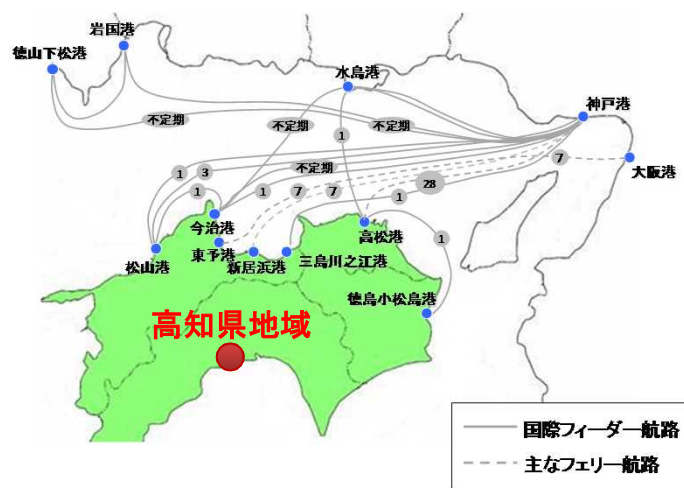 岩国港
徳山下松港
水島港
神戸港
不定期
不定期
1
大阪港
7
1
3
不定期
28
1
1
7
7
1
今治港
高松港
1
東予港
松山港
新居浜港
三島川之江港
徳島小松島港
高知県地域
国際フィーダー航路
主なフェリー航路